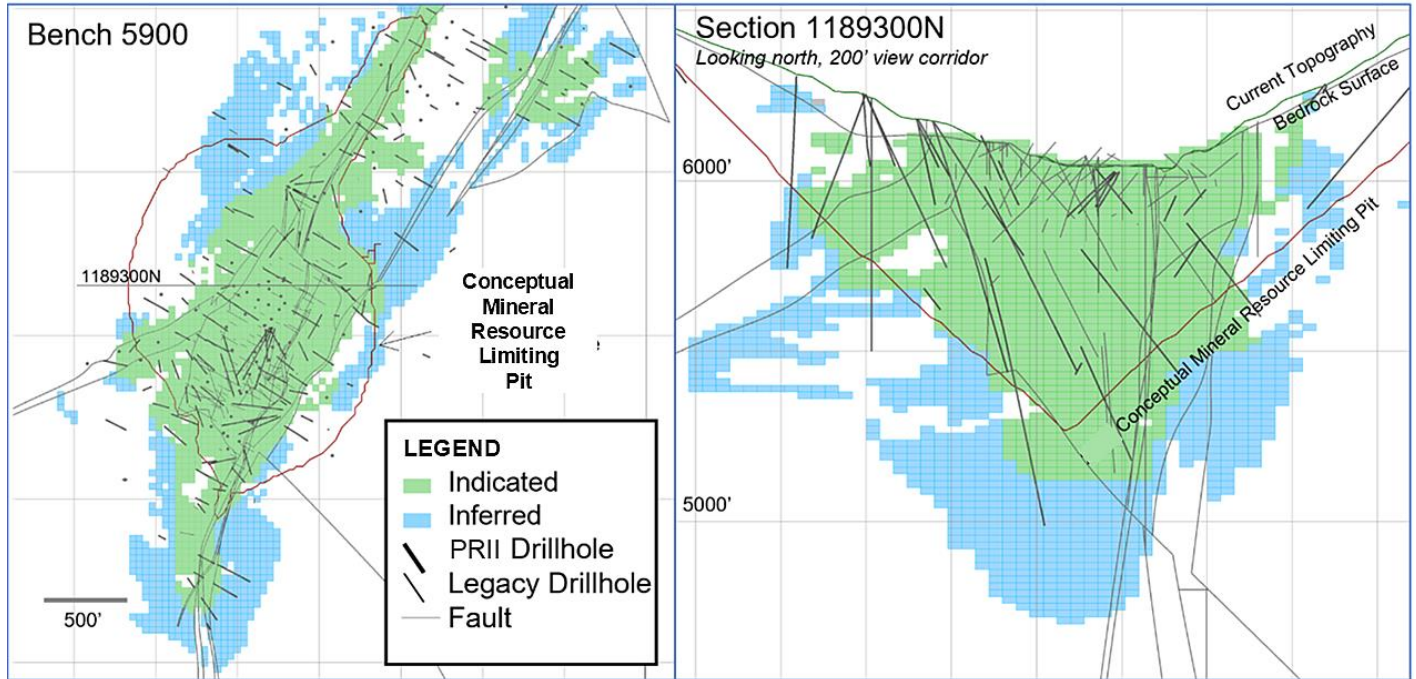 Bench 5900
1189300N
Conceptual
Mineral
Resource
Limiting
Pit
500'
LEGEND
Indicated
Inferred
PRII Drillhole
Legacy Drillhole
Fault
Section 1189300N
Looking north, 200' view corridor
Current Topography
Bedrock Surface
6000'
Conceptual Mineral Resource Limiting Pit
5000'